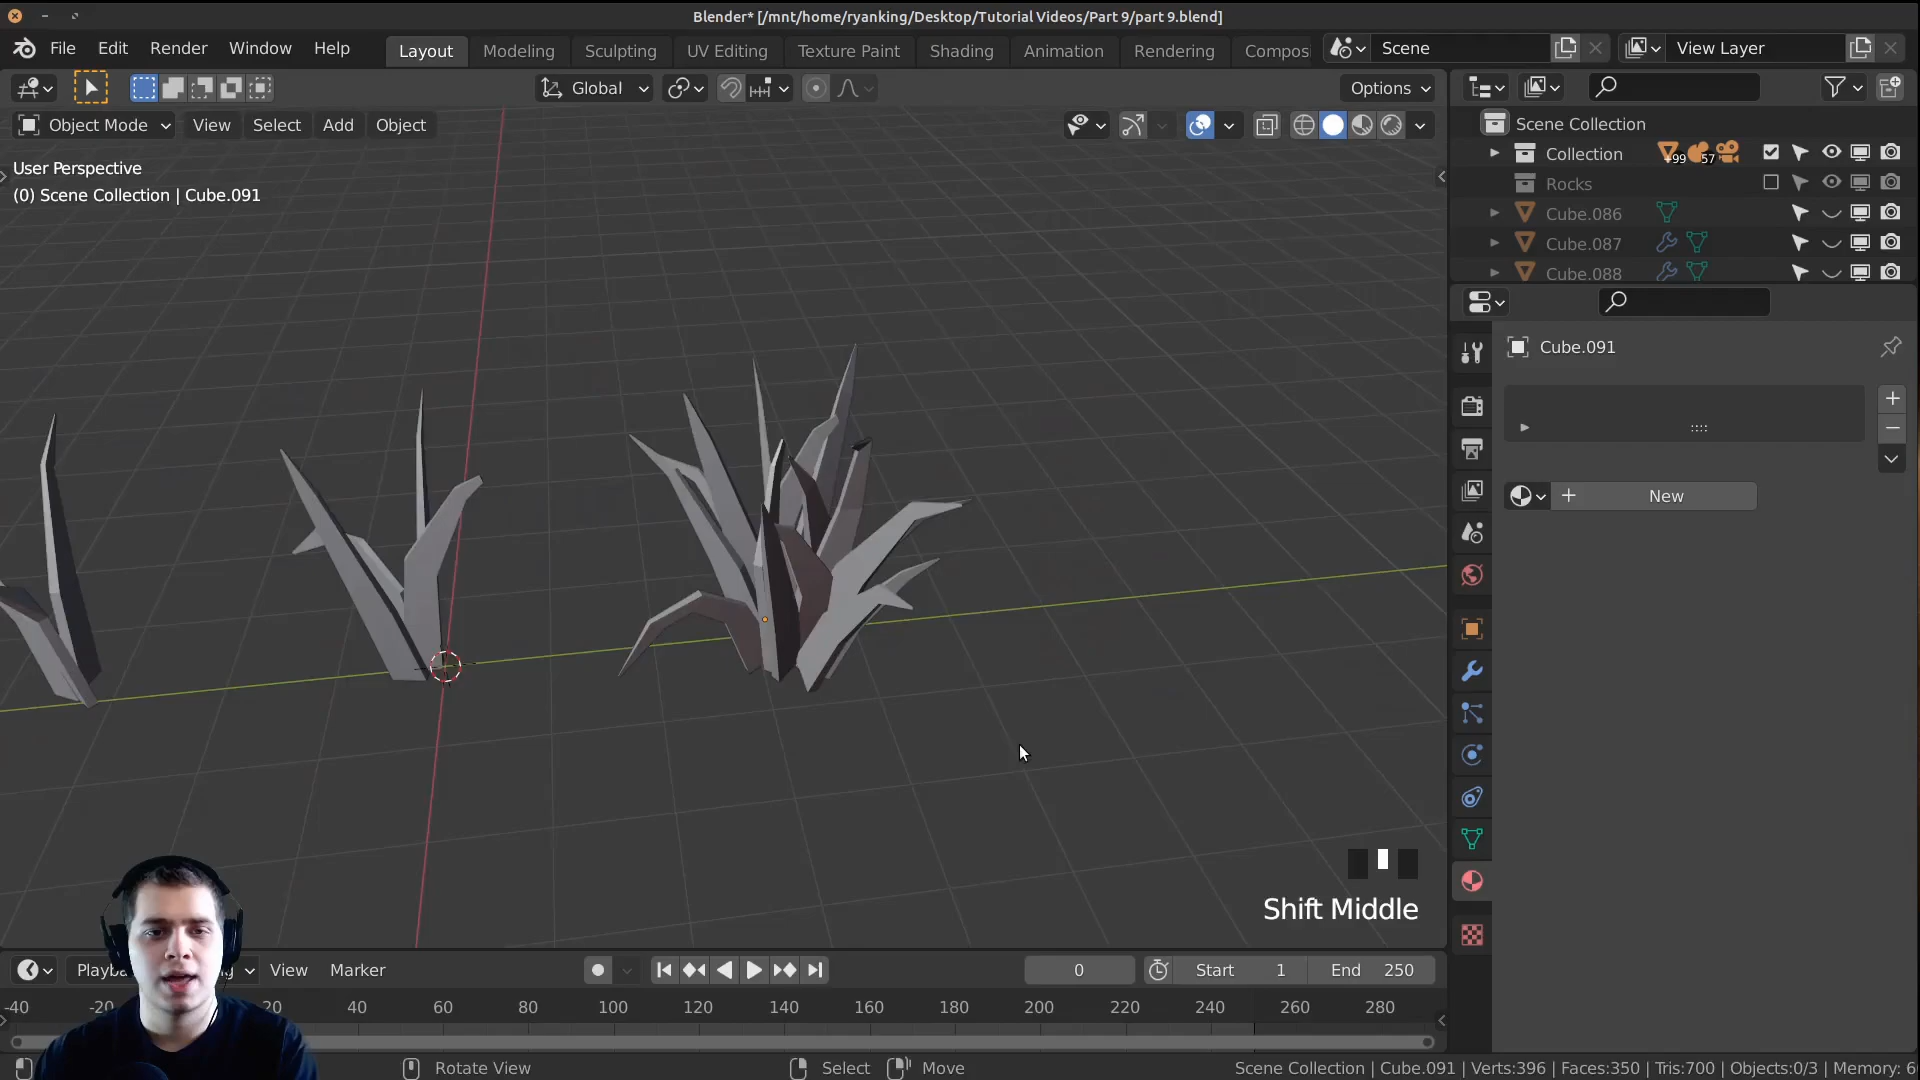 Blender* [/mnt/home/ryanking/Desktop/Tutorial Videos/Part 9/part 9.blend]
File Edit Render Window Help Layout Modeling Sculpting UV Editing Texture Paint Shading Animation Rendering Compos Scene View Layer
Global Options
Object Mode View Select Add Object
User Perspective
(0) Scene Collection | Cube.091
Scene Collection
Collection +99 57
Rocks
Cube.086
Cube.087
Cube.088
Cube.091
New
Shift Middle
View Marker 0 Start 1 End 250
-40 -20 20 40 60 80 100 120 140 160 180 200 220 240 260 280
Rotate View Select Move Scene Collection | Cube.091 | Verts:396 | Faces:350 | Tris:700 | Objects:0/3 | Memory: